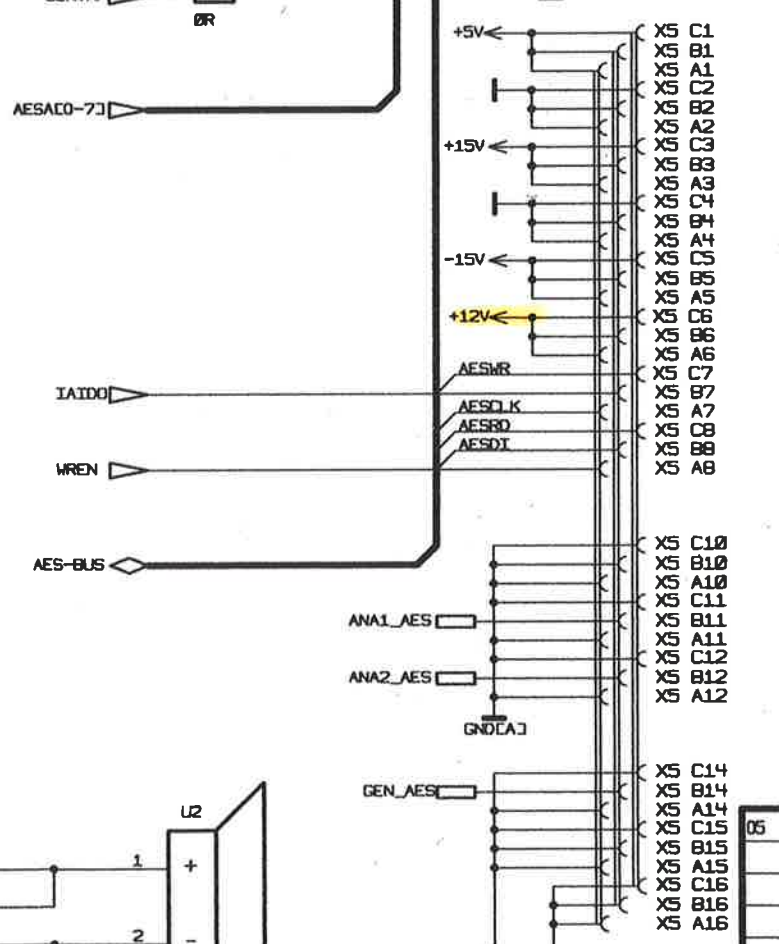 ØR
+5V
X5 C1
X5 B1
X5 A1
X5 C2
AESA[0-7]
X5 B2
X5 A2
+15V
X5 C3
X5 B3
X5 A3
X5 C4
X5 B4
X5 A4
-15V
X5 C5
X5 B5
X5 A5
+12V
X5 C6
X5 B6
X5 A6
AESWR
X5 C7
IAIDO
X5 B7
AESCLK
X5 A7
AESRD
X5 C8
AESDI
X5 B8
WREN
X5 A8
X5 C10
AES-BUS
X5 B10
X5 A10
X5 C11
ANA1_AES
X5 B11
X5 A11
X5 C12
ANA2_AES
X5 B12
X5 A12
GND[A]
X5 C14
GEN_AES
X5 B14
U2
X5 A14
X5 C15
05
X5 B15
1
+
X5 A15
X5 C16
X5 B16
X5 A16
2
-